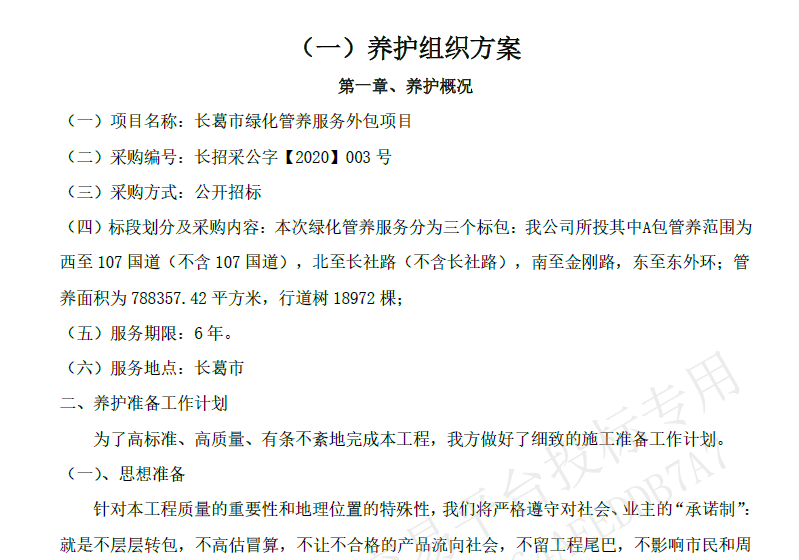 （一）养护组织方案
第一章、养护概况
（一）项目名称：长葛市绿化管养服务外包项目
（二）采购编号：长招采公字【2020】003 号
（三）采购方式：公开招标
（四）标段划分及采购内容：本次绿化管养服务分为三个标包：我公司所投其中A包管养范围为
西至 107 国道（不含 107 国道），北至长社路（不含长社路），南至金刚路，东至东外环；管
养面积为 788357.42 平方米，行道树 18972 棵；
（五）服务期限：6 年。
（六）服务地点：长葛市
二、养护准备工作计划
为了高标准、高质量、有条不紊地完成本工程，我方做好了细致的施工准备工作计划。
（一）、思想准备
针对本工程质量的重要性和地理位置的特殊性，我们将严格遵守对社会、业主的“承诺制”：
就是不层层转包，不高估冒算，不让不合格的产品流向社会，不留工程尾巴，不影响市民和周
易平台投标专用
EDDB7A7